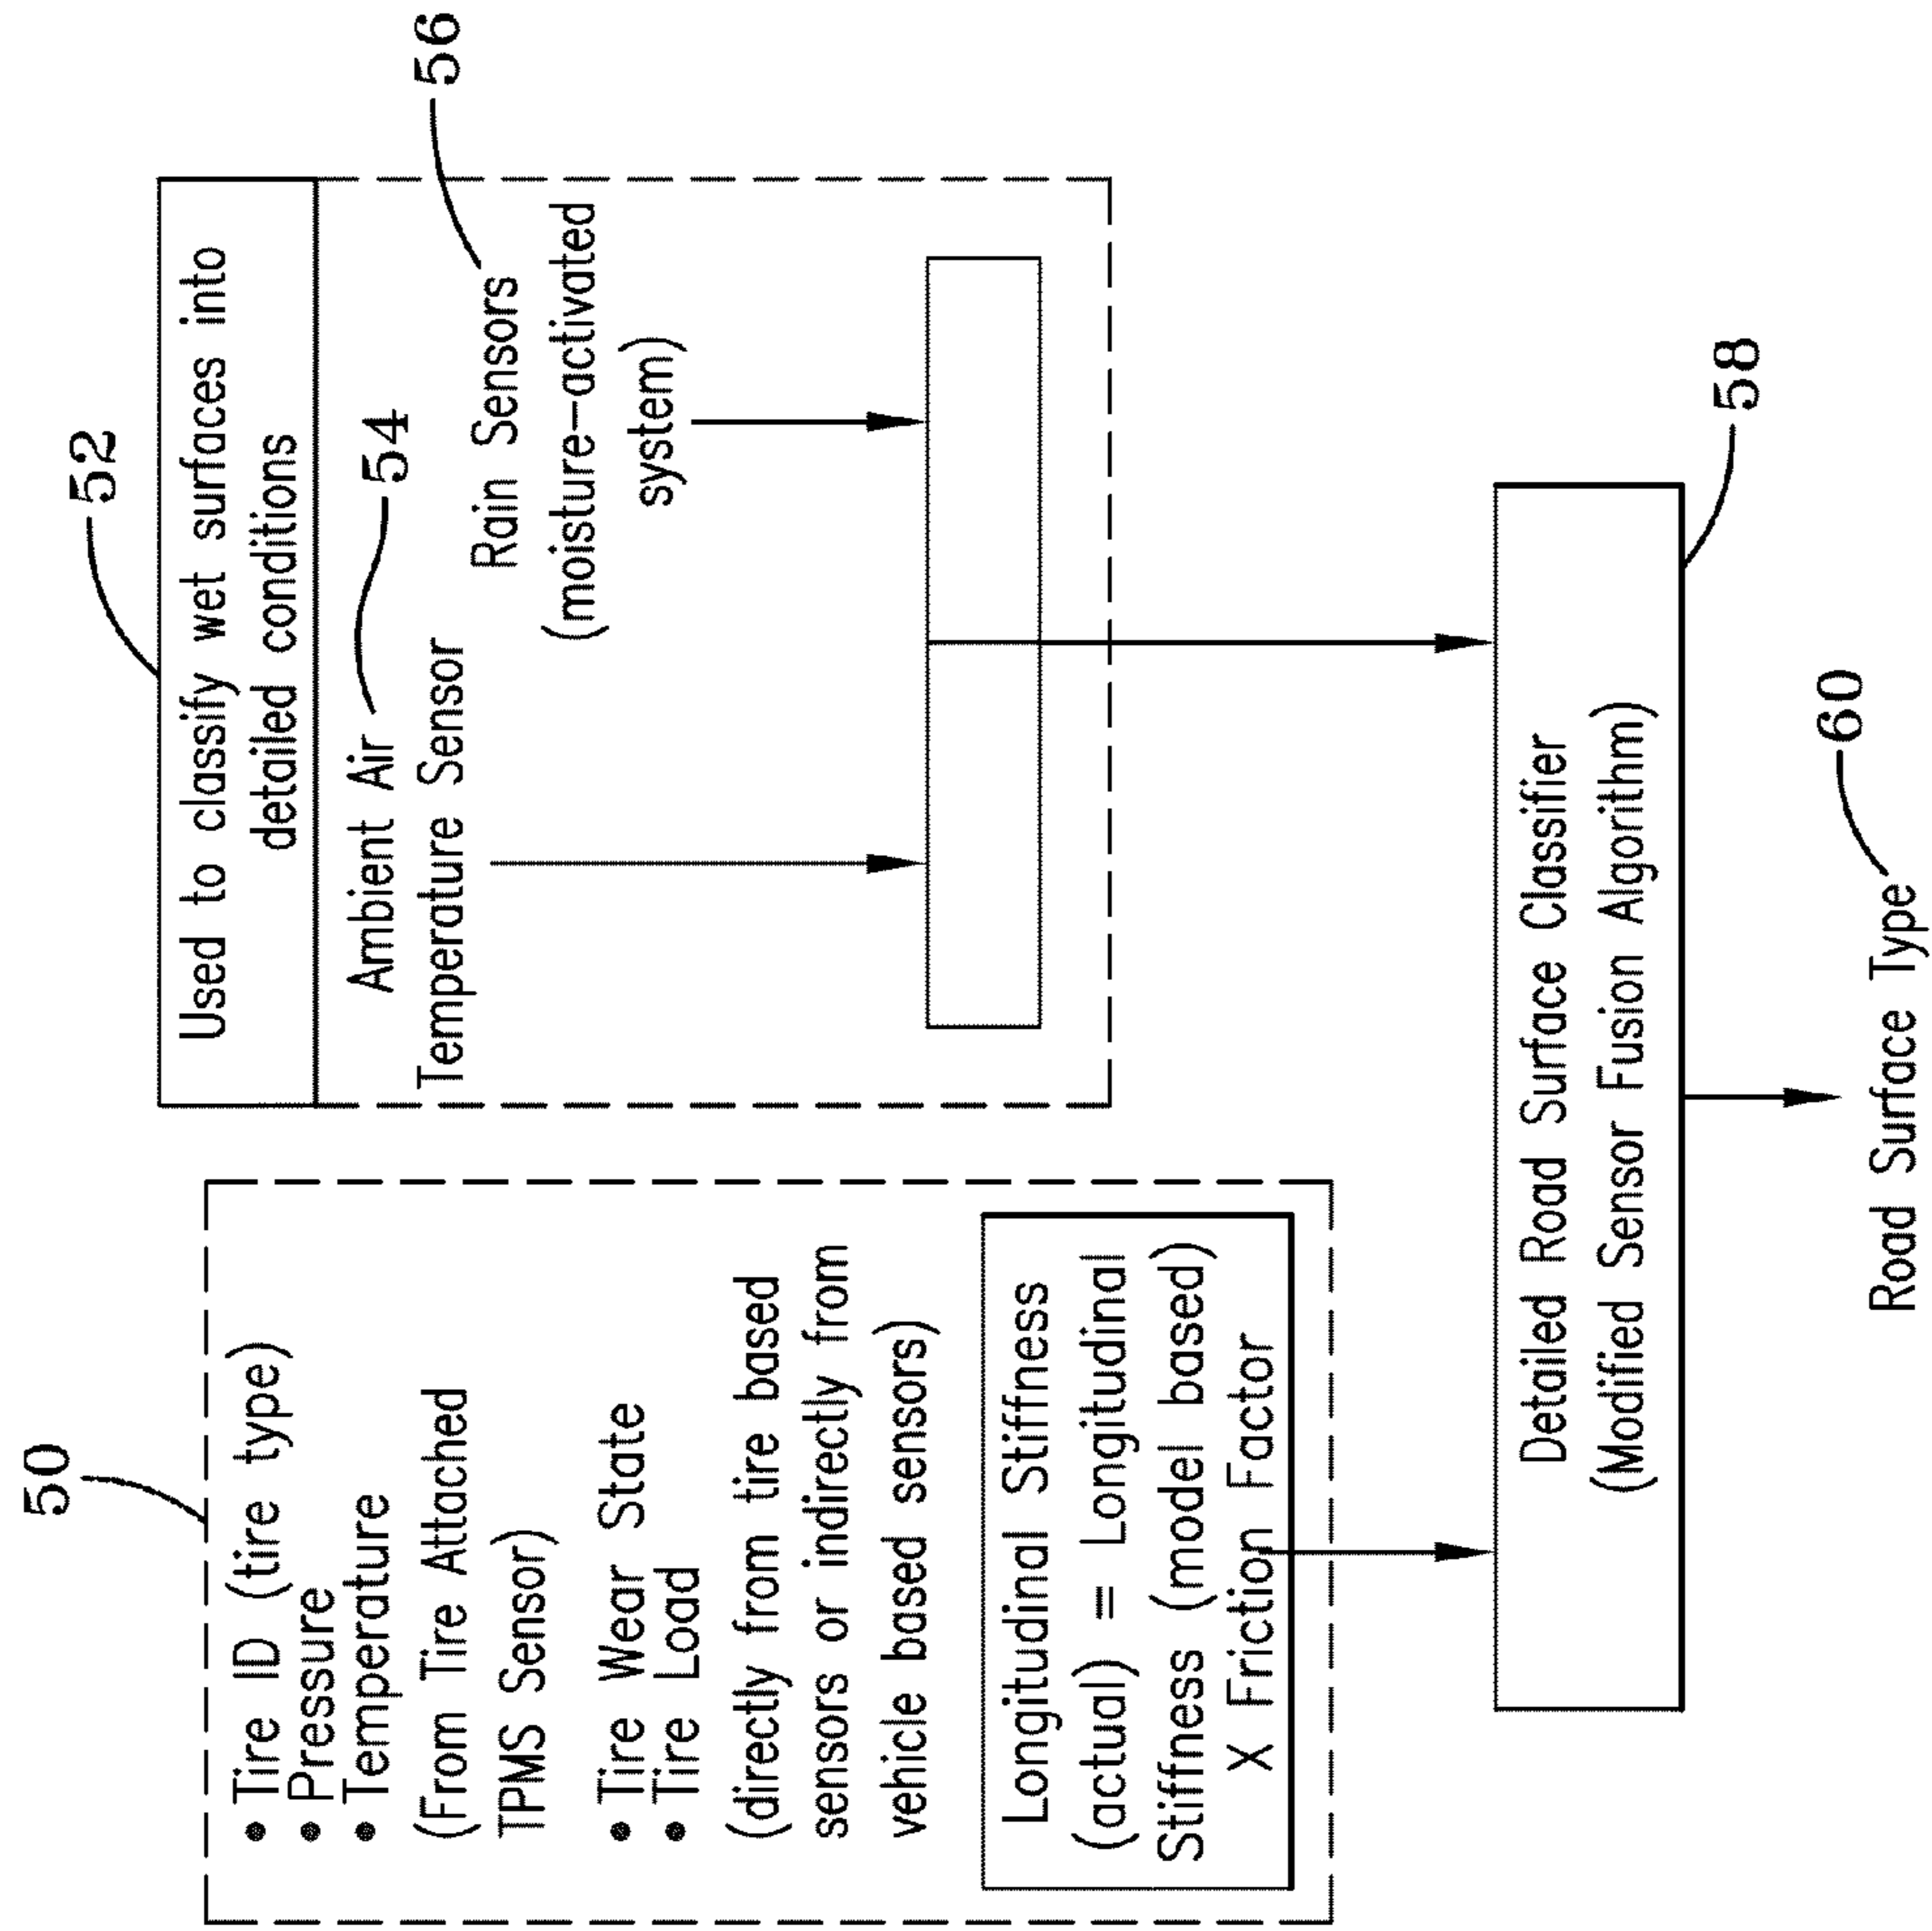 50
• Tire ID (tire type)
• Pressure
• Temperature
(From Tire Attached
TPMS Sensor)
• Tire Wear State
• Tire Load
(directly from tire based
sensors or indirectly from
vehicle based sensors)
Longitudinal Stiffness
(actual) = Longitudinal
Stiffness (model based)
X Friction Factor
52
Used to classify wet surfaces into
detailed conditions
54
Ambient Air
Temperature Sensor
56
Rain Sensors
(moisture-activated
system)
Detailed Road Surface Classifier
(Modified Sensor Fusion Algorithm)
58
60
Road Surface Type